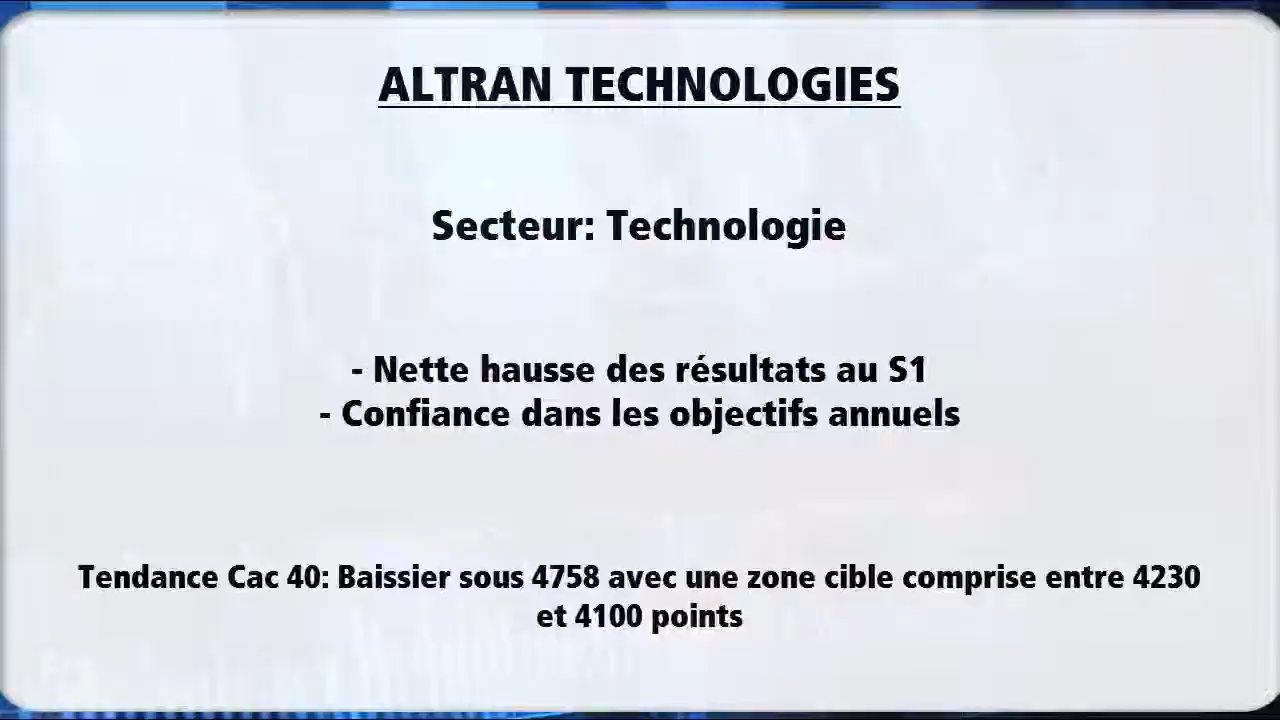 ALTRAN TECHNOLOGIES
Secteur: Technologie
- Nette hausse des résultats au S1
- Confiance dans les objectifs annuels
Tendance Cac 40: Baissier sous 4758 avec une zone cible comprise entre 4230
et 4100 points